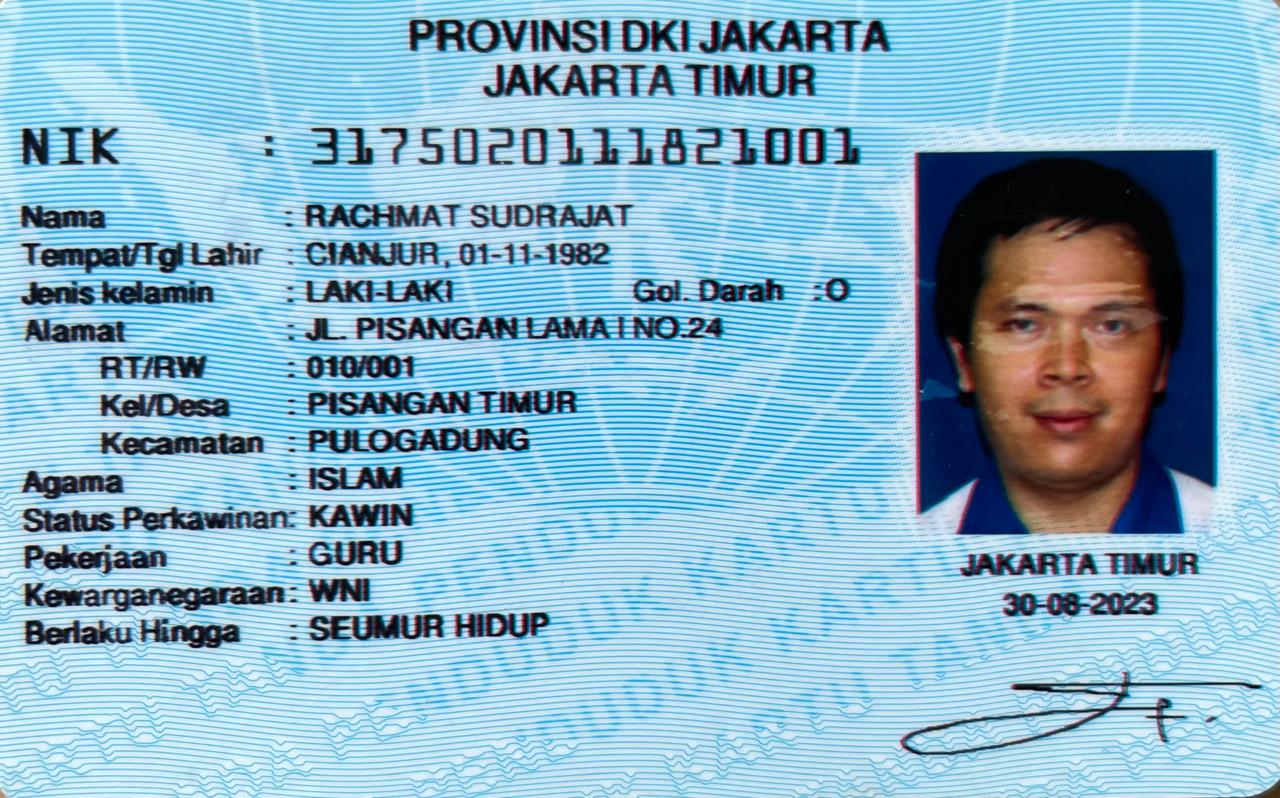 PROVINSI DKI JAKARTA
JAKARTA TIMUR
NIK : 3175020111821001
Nama : RACHMAT SUDRAJAT
Tempat/Tgl Lahir : CIANJUR, 01-11-1982
Jenis kelamin : LAKI-LAKI Gol. Darah : O
Alamat : JL. PISANGAN LAMA I NO.24
RT/RW : 010/001
Kel/Desa : PISANGAN TIMUR
Kecamatan : PULOGADUNG
Agama : ISLAM
Status Perkawinan: KAWIN
Pekerjaan : GURU
Kewarganegaraan: WNI
Berlaku Hingga : SEUMUR HIDUP
JAKARTA TIMUR
30-08-2023